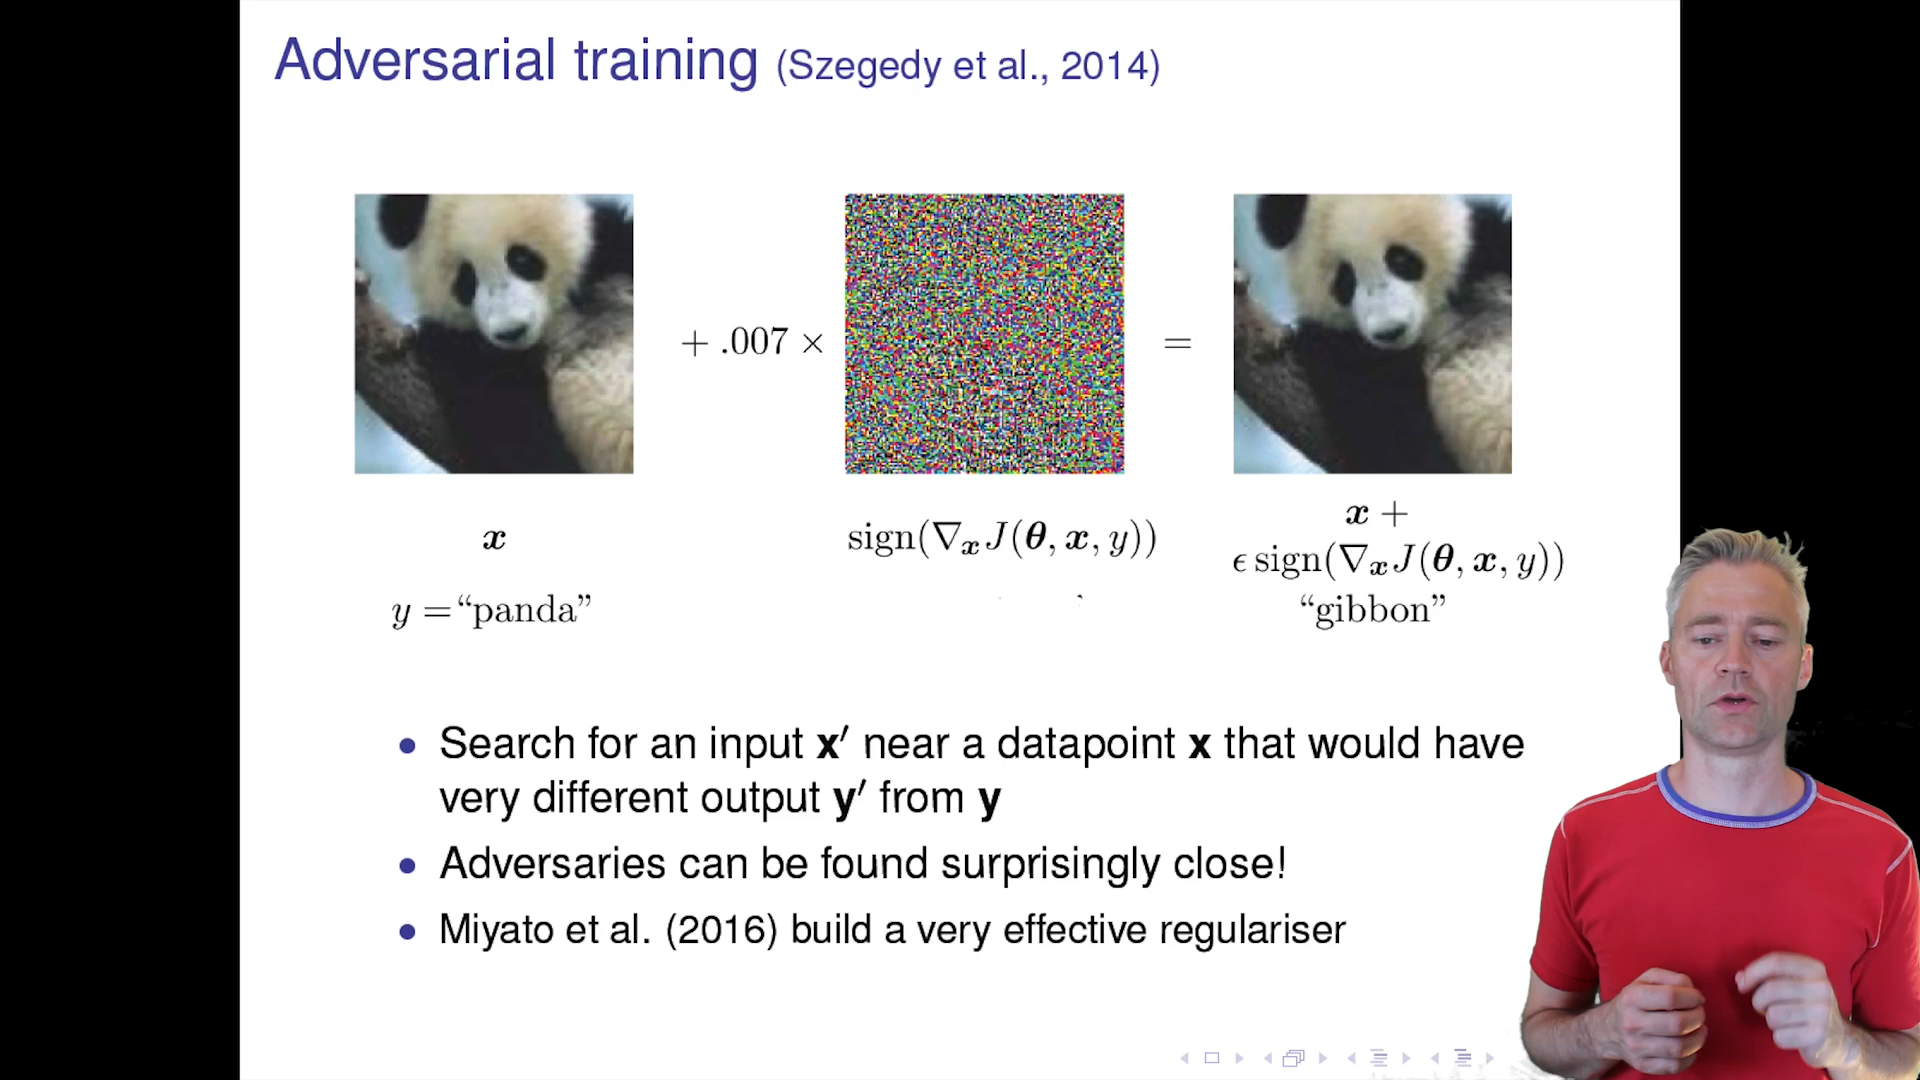 Adversarial training (Szegedy et al., 2014)
+ .007 ×
=
x
sign(∇ₓJ(θ, x, y))
x +
ϵ sign(∇ₓJ(θ, x, y))
y = “panda”
“gibbon”
• Search for an input x′ near a datapoint x that would have
very different output y′ from y
• Adversaries can be found surprisingly close!
• Miyato et al. (2016) build a very effective regulariser